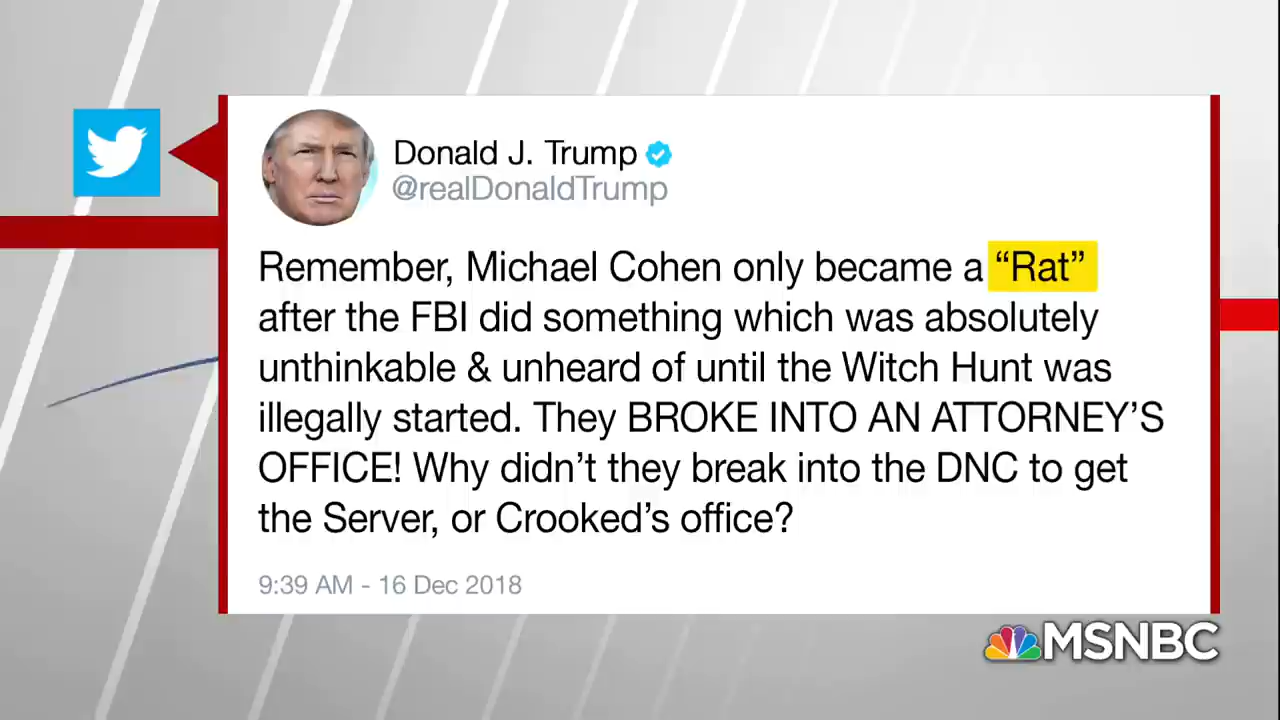 Donald J. Trump
@realDonaldTrump
Remember, Michael Cohen only became a “Rat”
after the FBI did something which was absolutely
unthinkable & unheard of until the Witch Hunt was
illegally started. They BROKE INTO AN ATTORNEY’S
OFFICE! Why didn’t they break into the DNC to get
the Server, or Crooked’s office?
9:39 AM - 16 Dec 2018
MSNBC